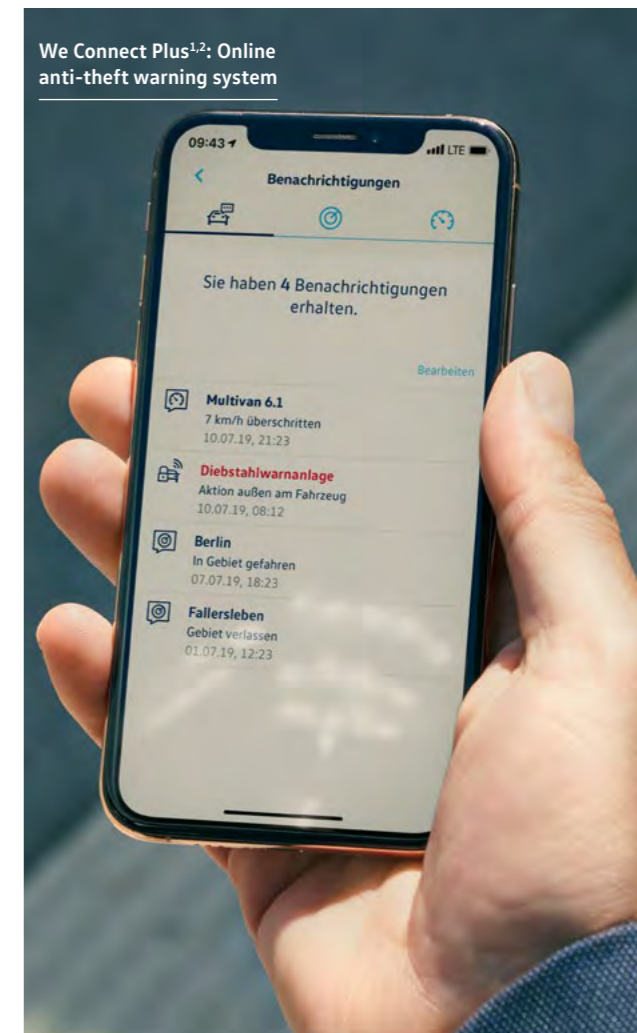 We Connect Plus1,2: Online
anti-theft warning system
09:43
LTE
Benachrichtigungen
Sie haben 4 Benachrichtigungen
erhalten.
Bearbeiten
Multivan 6.1
7 km/h überschritten
10.07.19, 21:23
Diebstahlwarnanlage
Aktion außen am Fahrzeug
10.07.19, 08:12
Berlin
In Gebiet gefahren
07.07.19, 18:23
Fallersleben
Gebiet verlassen
01.07.19, 12:23